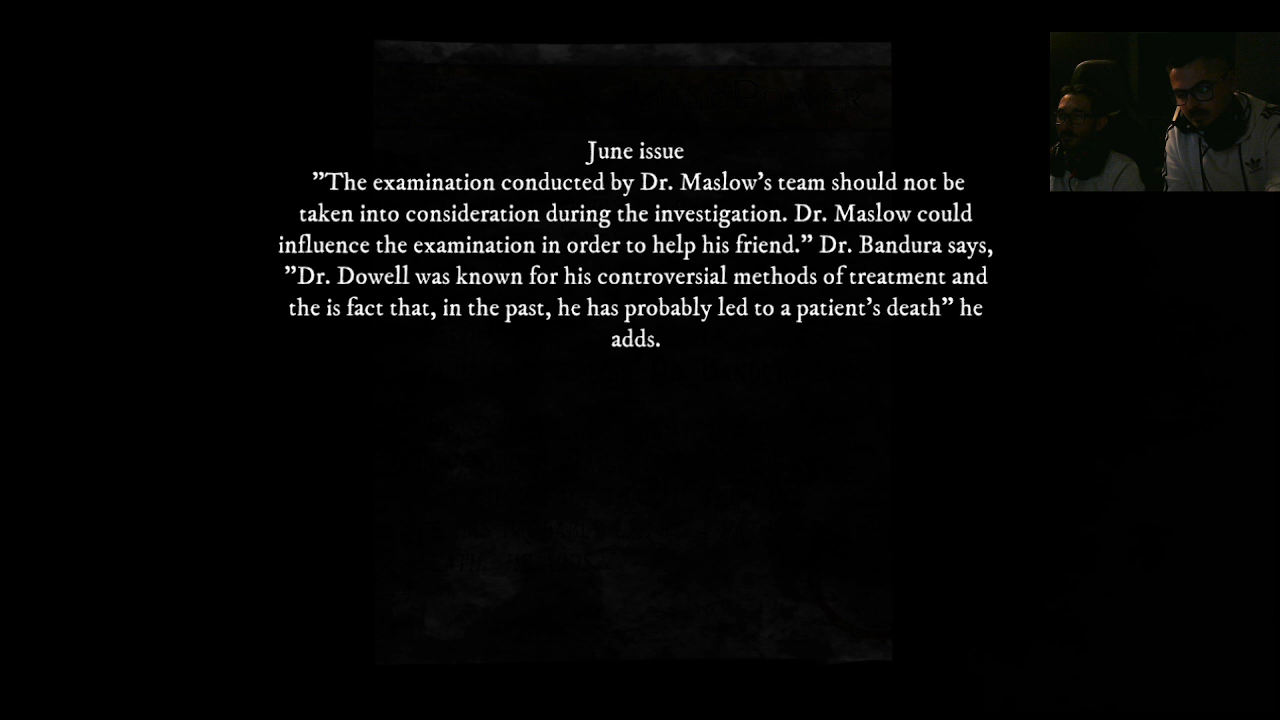 June issue
"The examination conducted by Dr. Maslow's team should not be
taken into consideration during the investigation. Dr. Maslow could
influence the examination in order to help his friend." Dr. Bandura says,
"Dr. Dowell was known for his controversial methods of treatment and
the is fact that, in the past, he has probably led to a patient's death" he
adds.